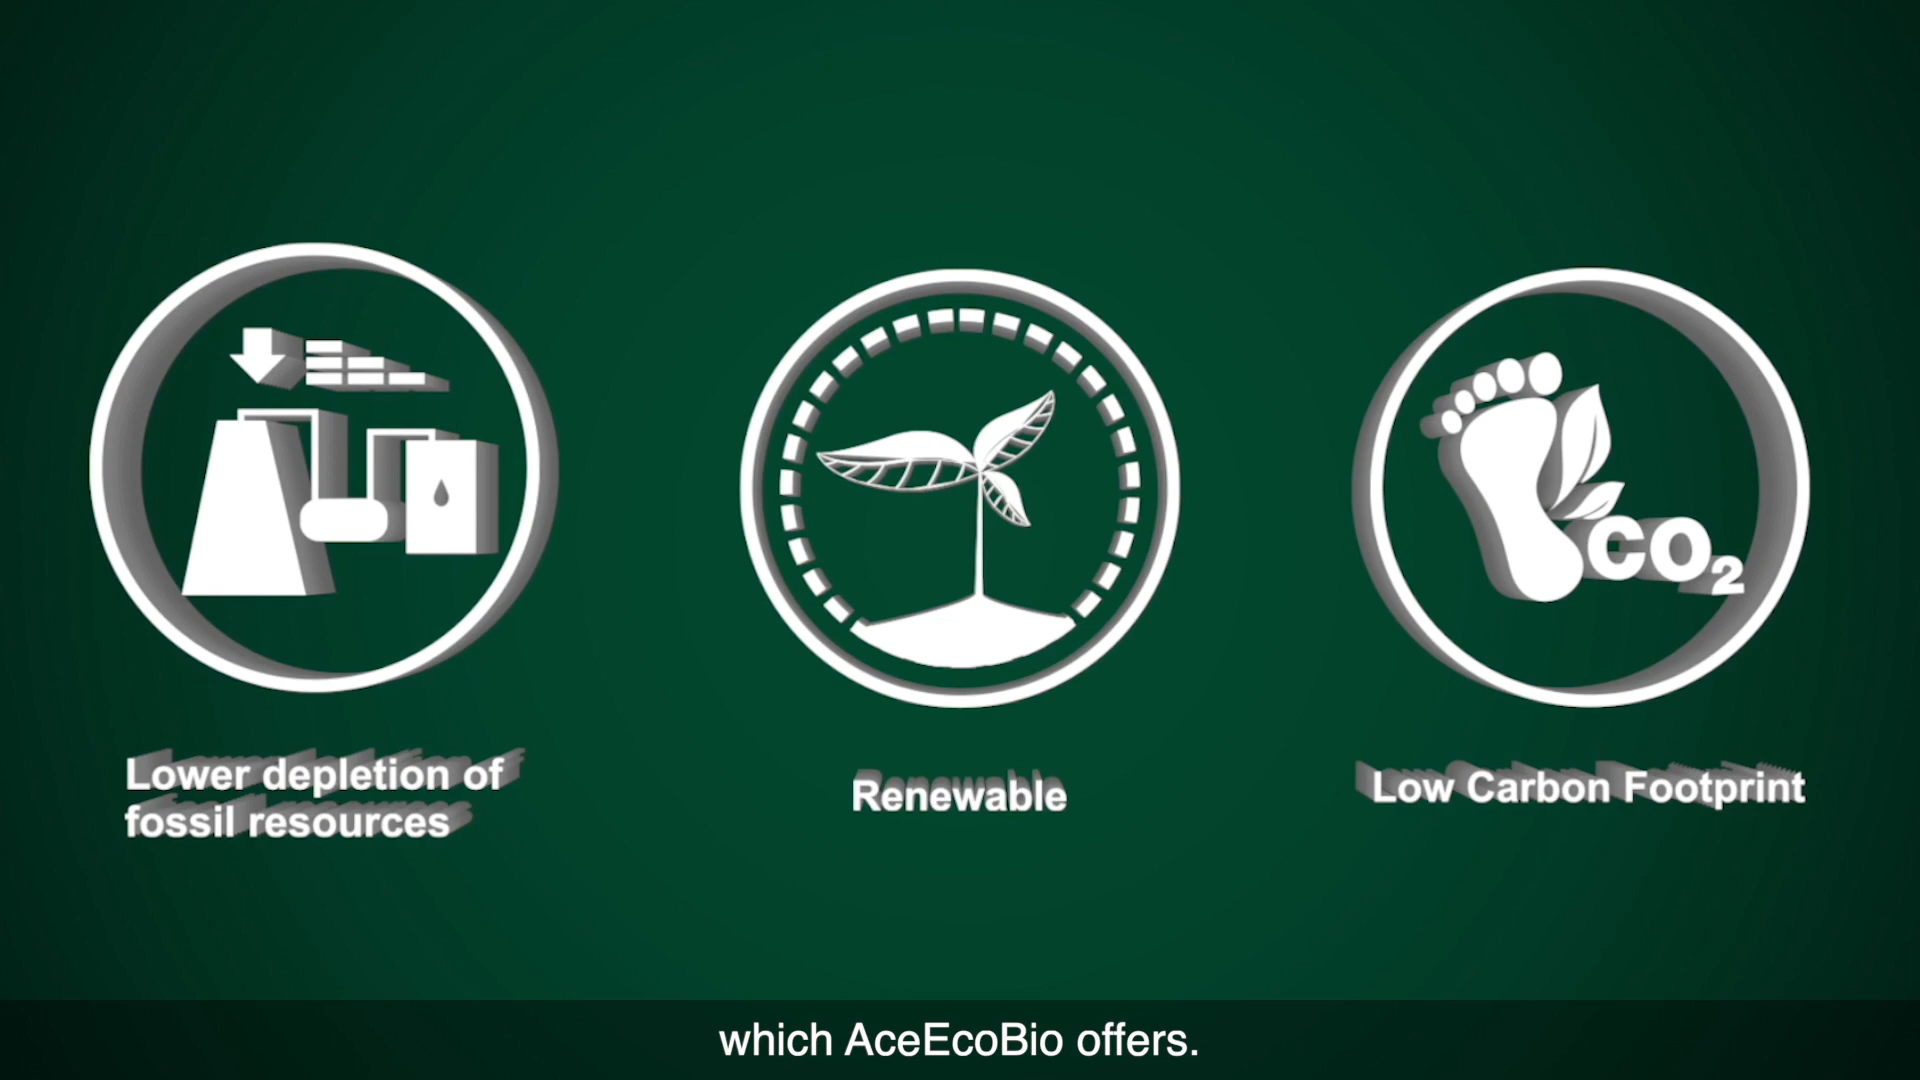 CO₂
Lower depletion of
fossil resources
Renewable
Low Carbon Footprint
which AceEcoBio offers.